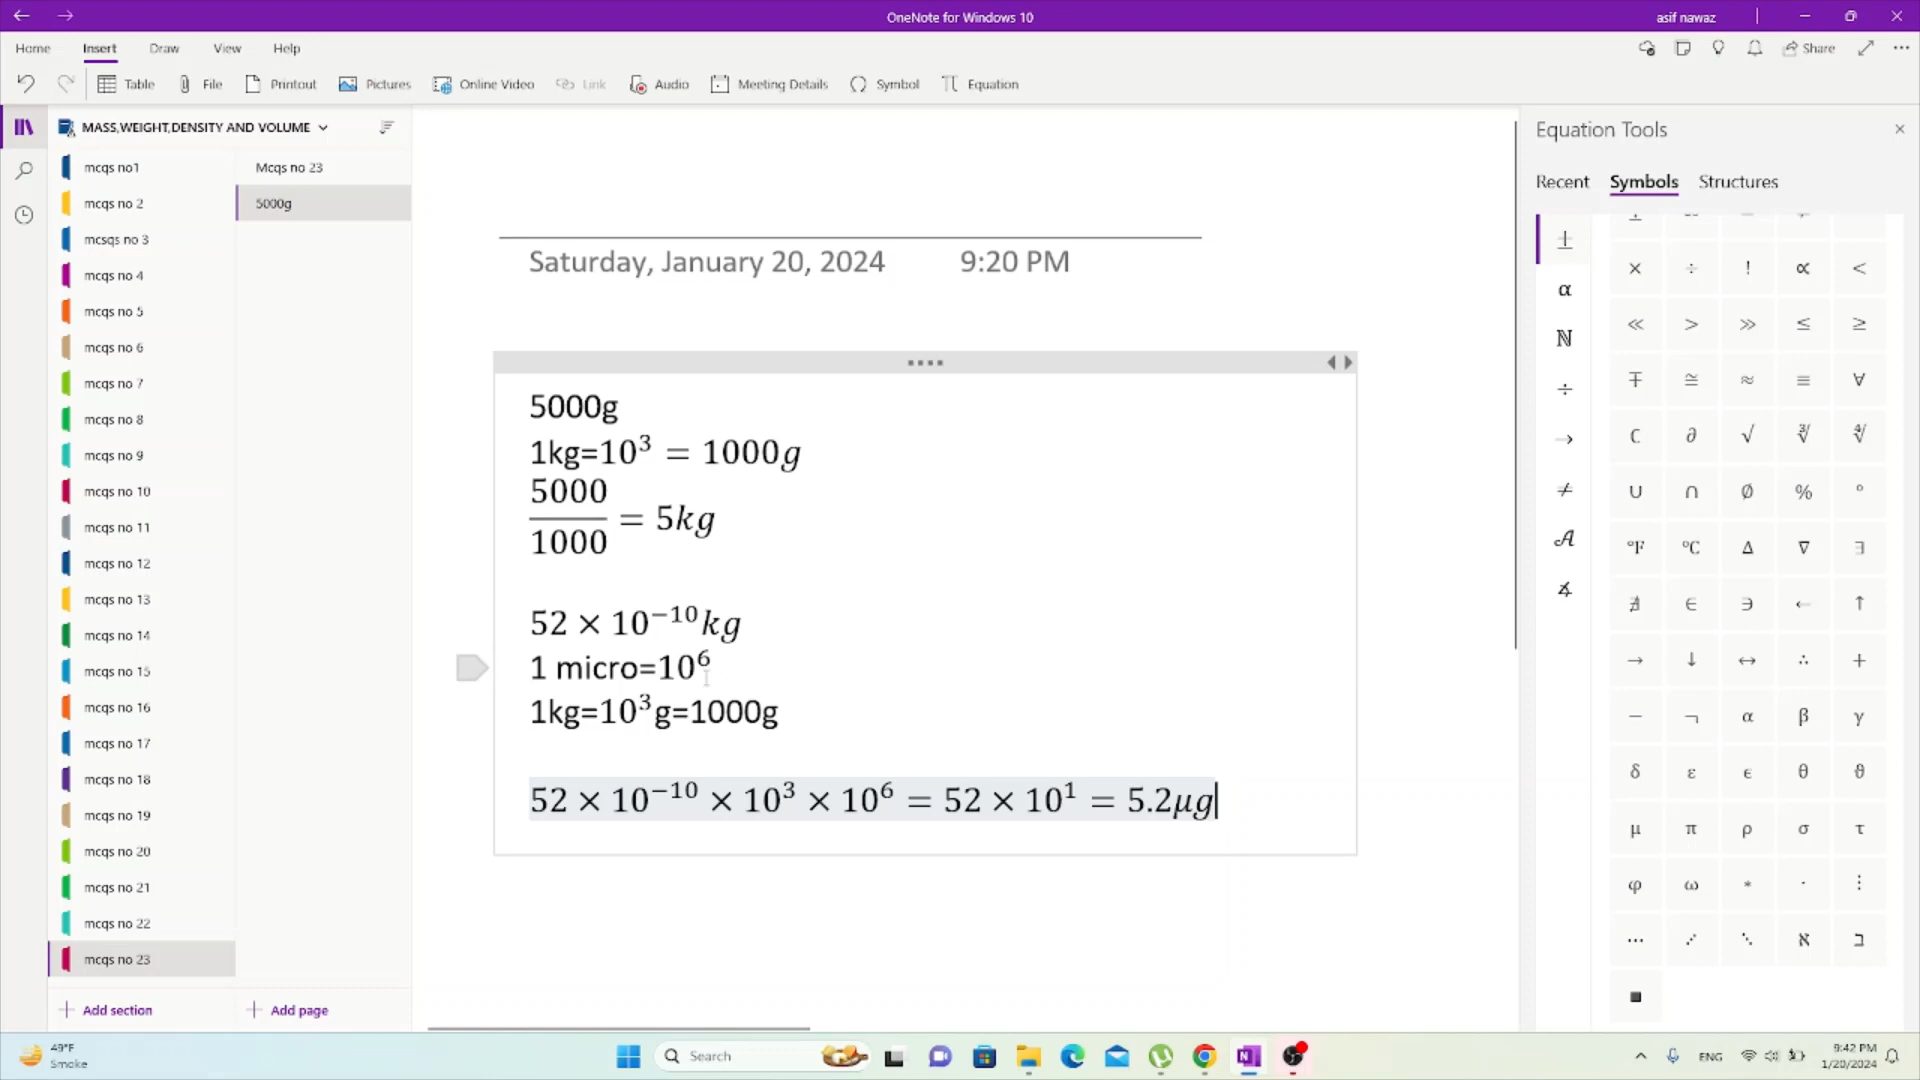 OneNote for Windows 10
asif nawaz
Home Insert Draw View Help
Share
Table File Printout Pictures Online Video Link Audio Meeting Details Symbol Equation
MASS,WEIGHT,DENSITY AND VOLUME
mcqs no1
mcqs no 2
mcsqs no 3
mcqs no 4
mcqs no 5
mcqs no 6
mcqs no 7
mcqs no 8
mcqs no 9
mcqs no 10
mcqs no 11
mcqs no 12
mcqs no 13
mcqs no 14
mcqs no 15
mcqs no 16
mcqs no 17
mcqs no 18
mcqs no 19
mcqs no 20
mcqs no 21
mcqs no 22
mcqs no 23
Add section
Mcqs no 23
5000g
Add page
Saturday, January 20, 2024 9:20 PM
5000g
1kg=10³ = 1000g
5000
1000 = 5kg
52 × 10⁻¹⁰kg
1 micro=10⁶
1kg=10³g=1000g
52 × 10⁻¹⁰ × 10³ × 10⁶ = 52 × 10¹ = 5.2μg
Equation Tools
Recent Symbols Structures
± × ÷ ! ∝ <
α ≪ > ≫ ≤ ≥
ℕ ∓ ≅ ≈ ≡ ∀
÷ ∁ ∂ √ ∛ ∜
→ ∪ ∩ ∅ % °
≠ °F °C ∆ ∇ ∃
𝒜 ∄ ∈ ∋ ← ↑
∡ → ↓ ↔ ∴ +
− ¬ α β γ
δ ε ϵ θ ϑ
μ π ρ σ τ
φ ω * ∙ ⋮
⋯ ⋰ ⋱ ℵ ℶ
∎
49°F
Smoke
Search
ENG
9:42 PM
1/20/2024